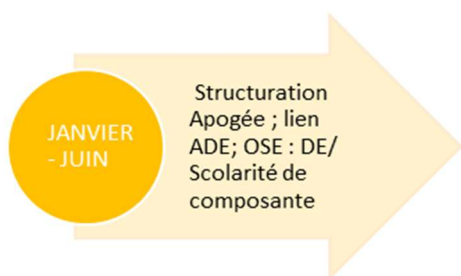 JANVIER
- JUIN
Structuration
Apogée ; lien
ADE; OSE : DE/
Scolarité de
composante